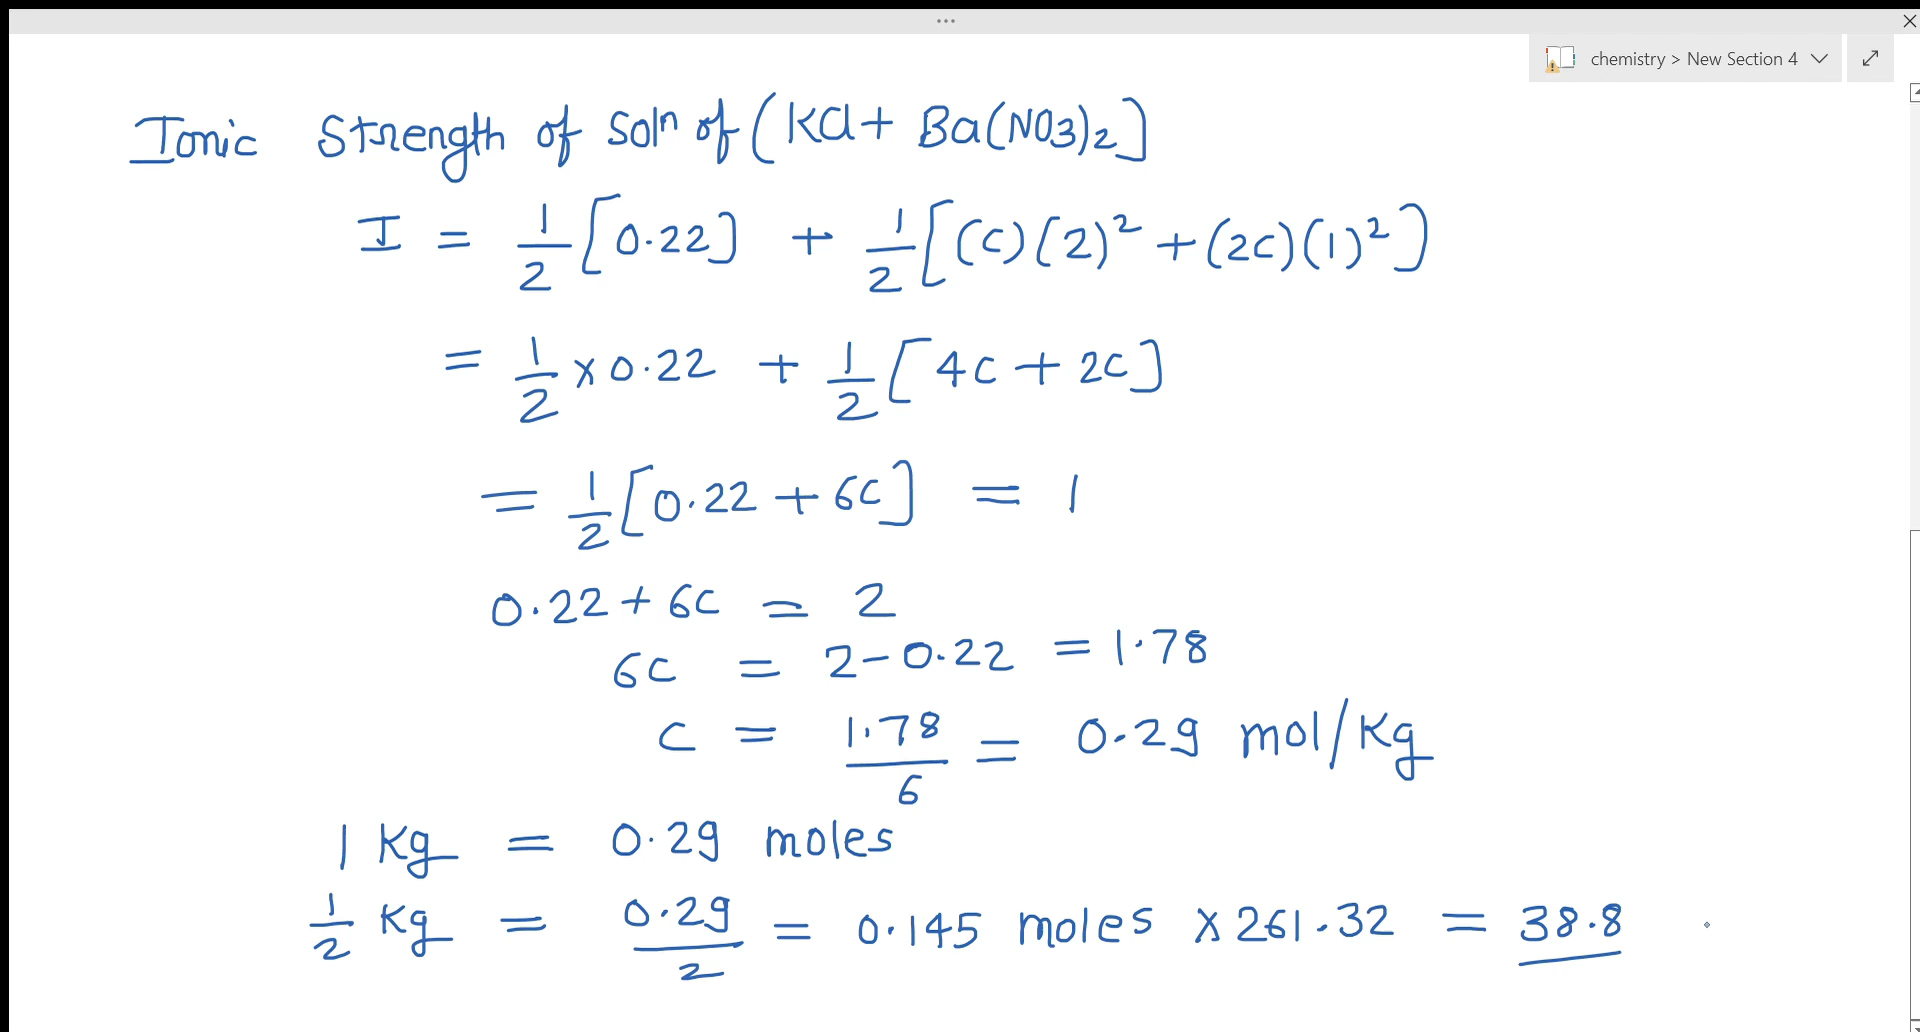 chemistry > New Section 4
Ionic Strength of Soln of (KCl + Ba(NO3)2]
I = 1/2 [0.22] + 1/2 [(C)(2)² + (2C)(1)²]
= 1/2 × 0.22 + 1/2 [4C + 2C]
= 1/2 [0.22 + 6C] = 1
0.22 + 6C = 2
6C = 2 - 0.22 = 1.78
C = 1.78/6 = 0.29 mol/Kg
1 Kg = 0.29 moles
1/2 Kg = 0.29/2 = 0.145 moles × 261.32 = 38.8